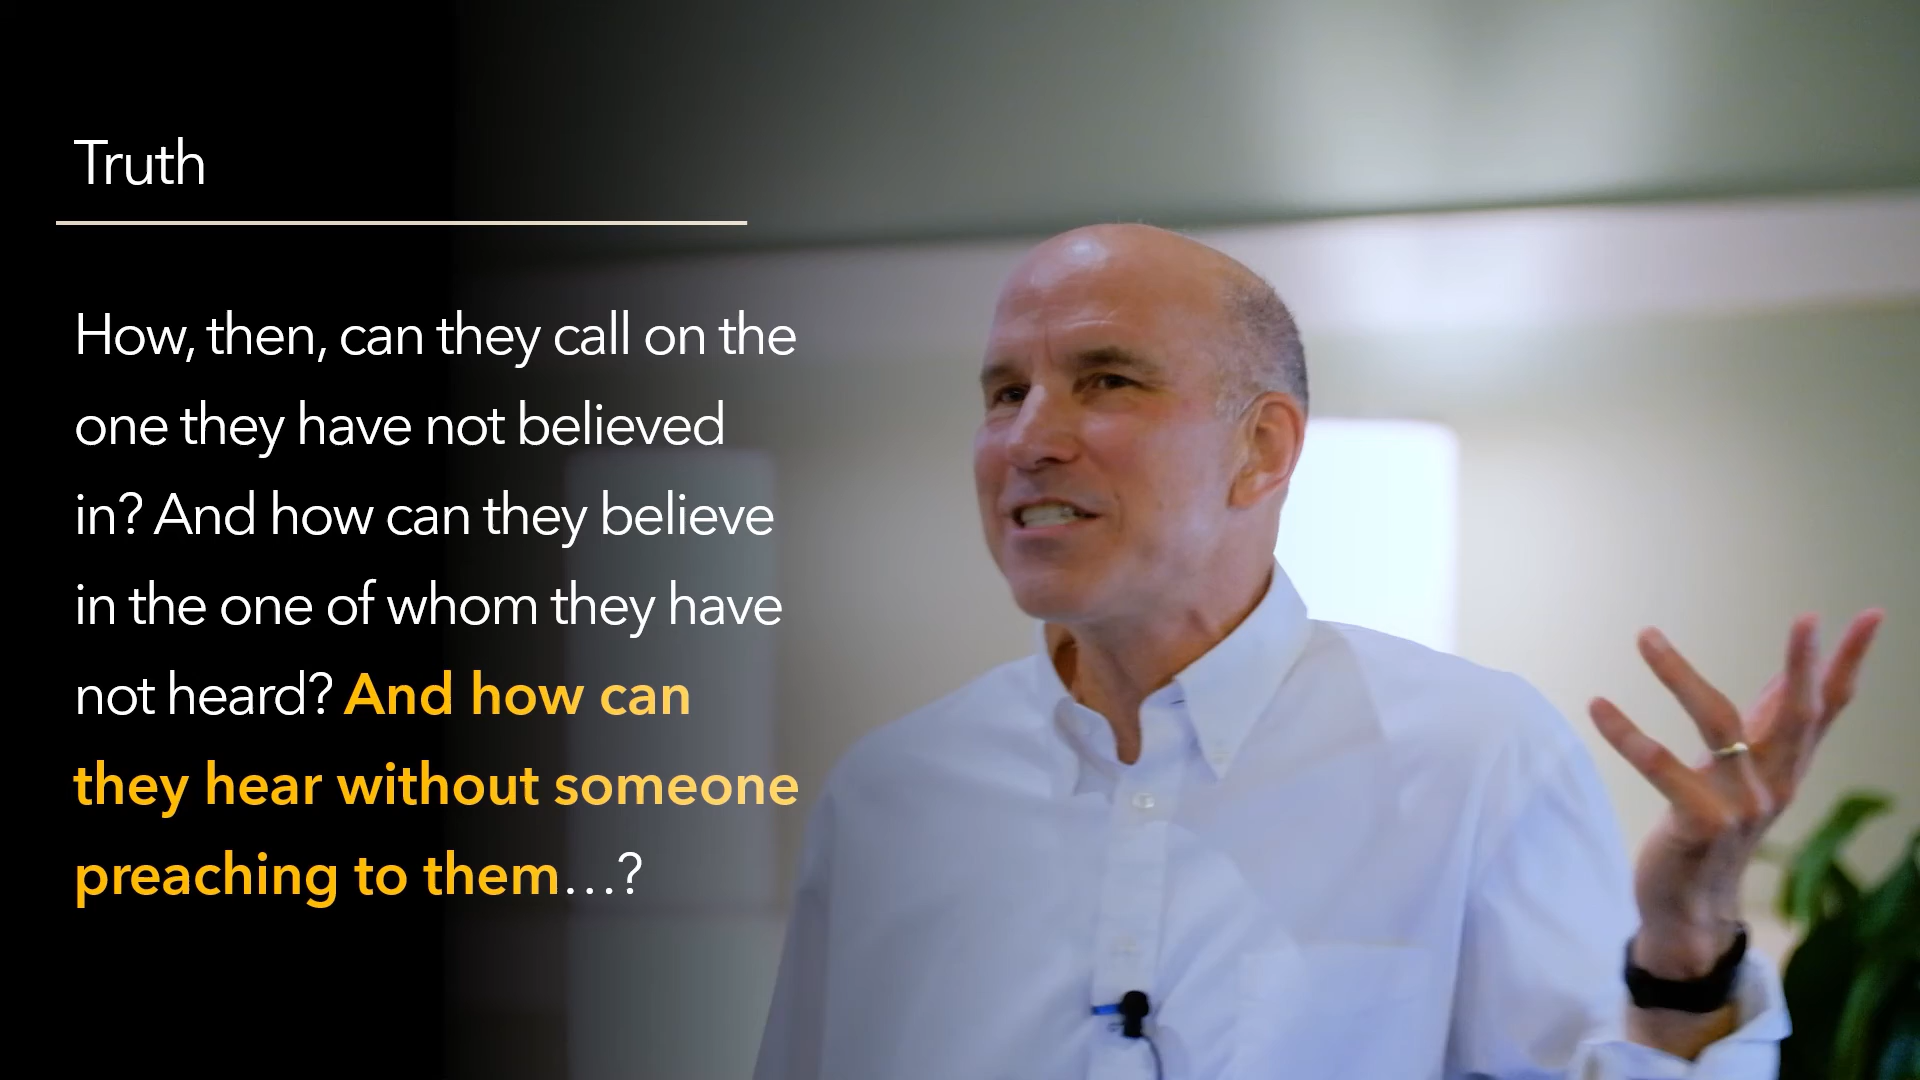 Truth
How, then, can they call on the
one they have not believed
in? And how can they believe
in the one of whom they have
not heard? And how can
they hear without someone
preaching to them…?